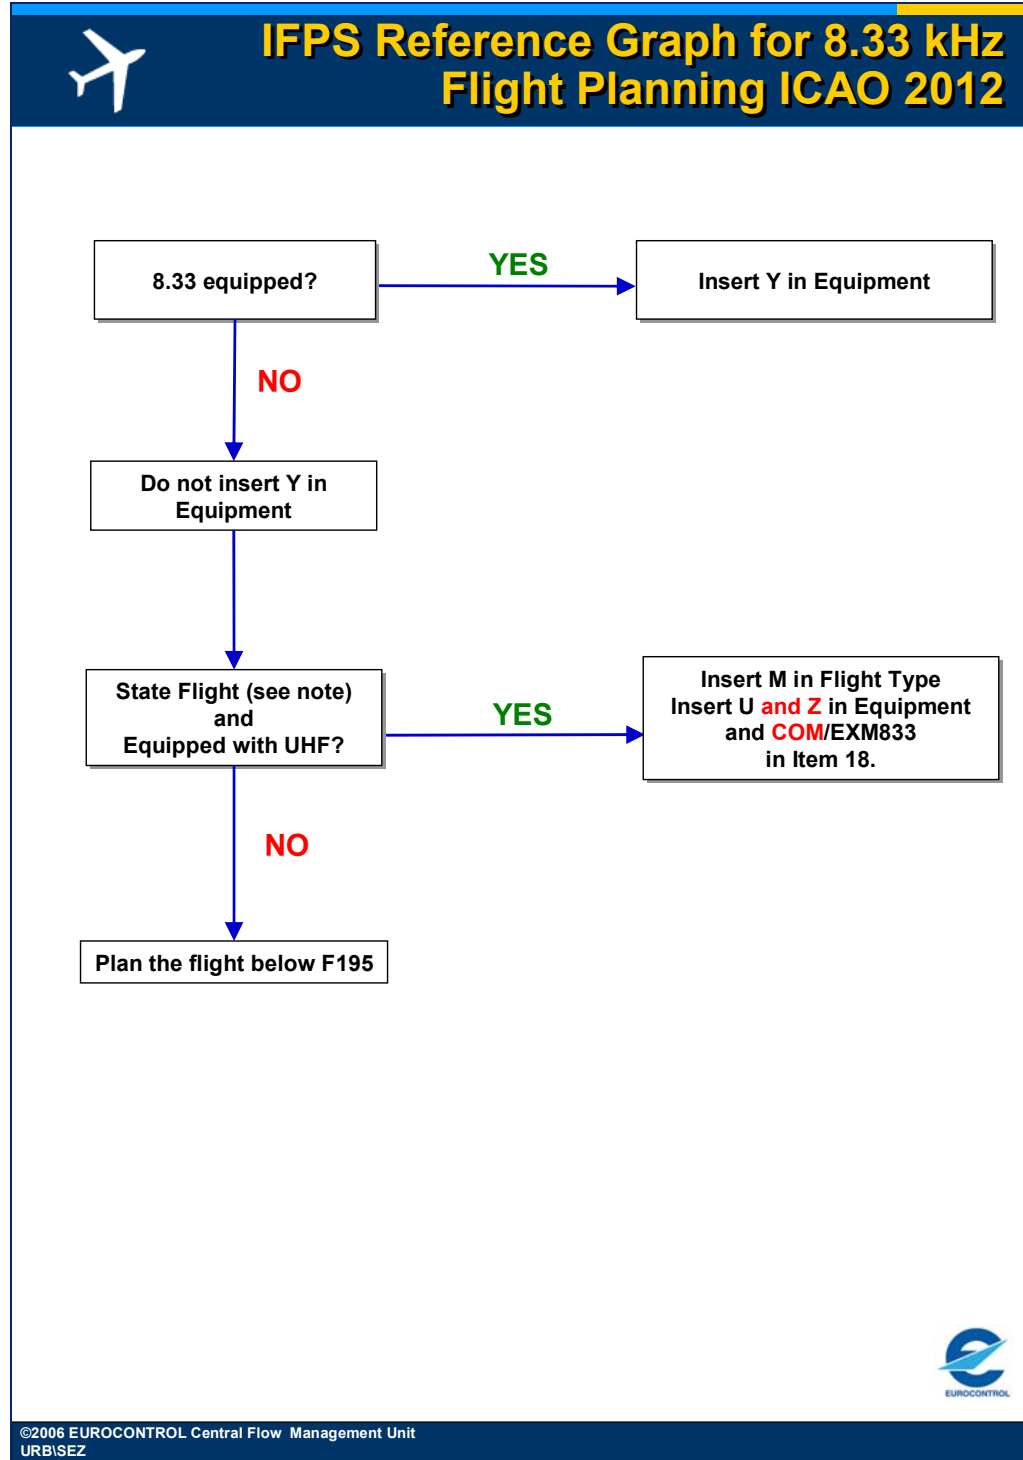 IFPS Reference Graph for 8.33 kHz
Flight Planning ICAO 2012
8.33 equipped?
YES
Insert Y in Equipment
NO
Do not insert Y in
Equipment
State Flight (see note)
and
Equipped with UHF?
YES
Insert M in Flight Type
Insert U and Z in Equipment
and COM/EXM833
in Item 18.
NO
Plan the flight below F195
EUROCONTROL
©2006 EUROCONTROL Central Flow Management Unit
URB\SEZ